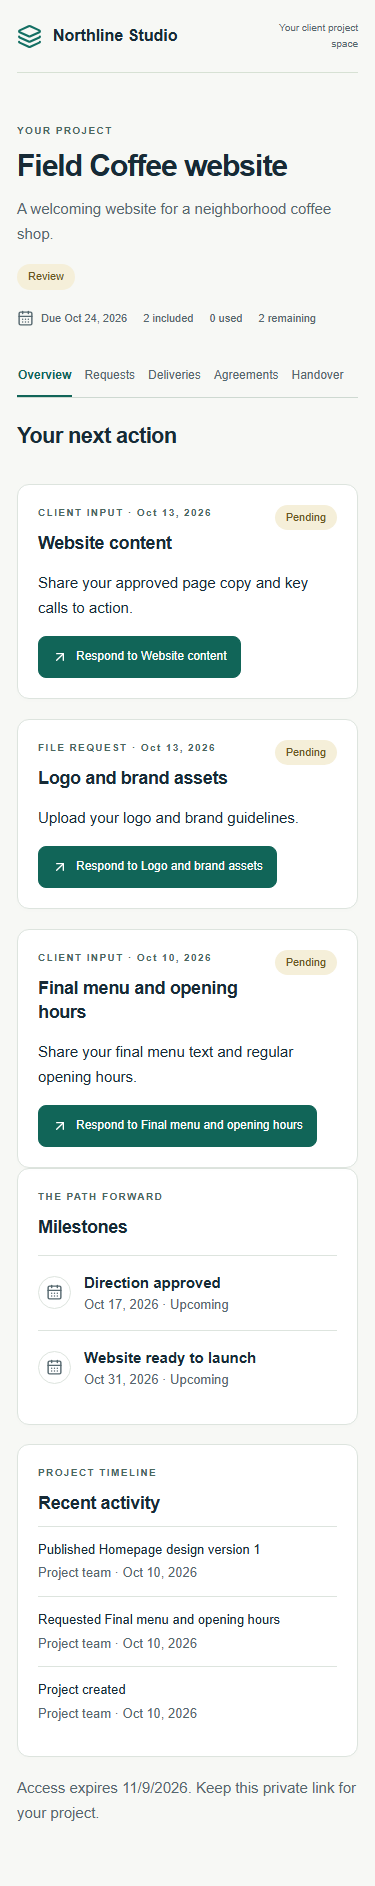 Northline Studio
Your client project
space
YOUR PROJECT
Field Coffee website
A welcoming website for a neighborhood coffee
shop.
Review
Due Oct 24, 2026 2 included 0 used 2 remaining
Overview Requests Deliveries Agreements Handover
Your next action
CLIENT INPUT · Oct 13, 2026
Pending
Website content
Share your approved page copy and key
calls to action.
Respond to Website content
FILE REQUEST · Oct 13, 2026
Pending
Logo and brand assets
Upload your logo and brand guidelines.
Respond to Logo and brand assets
CLIENT INPUT · Oct 10, 2026
Pending
Final menu and opening
hours
Share your final menu text and regular
opening hours.
Respond to Final menu and opening hours
THE PATH FORWARD
Milestones
Direction approved
Oct 17, 2026 · Upcoming
Website ready to launch
Oct 31, 2026 · Upcoming
PROJECT TIMELINE
Recent activity
Published Homepage design version 1
Project team · Oct 10, 2026
Requested Final menu and opening hours
Project team · Oct 10, 2026
Project created
Project team · Oct 10, 2026
Access expires 11/9/2026. Keep this private link for
your project.